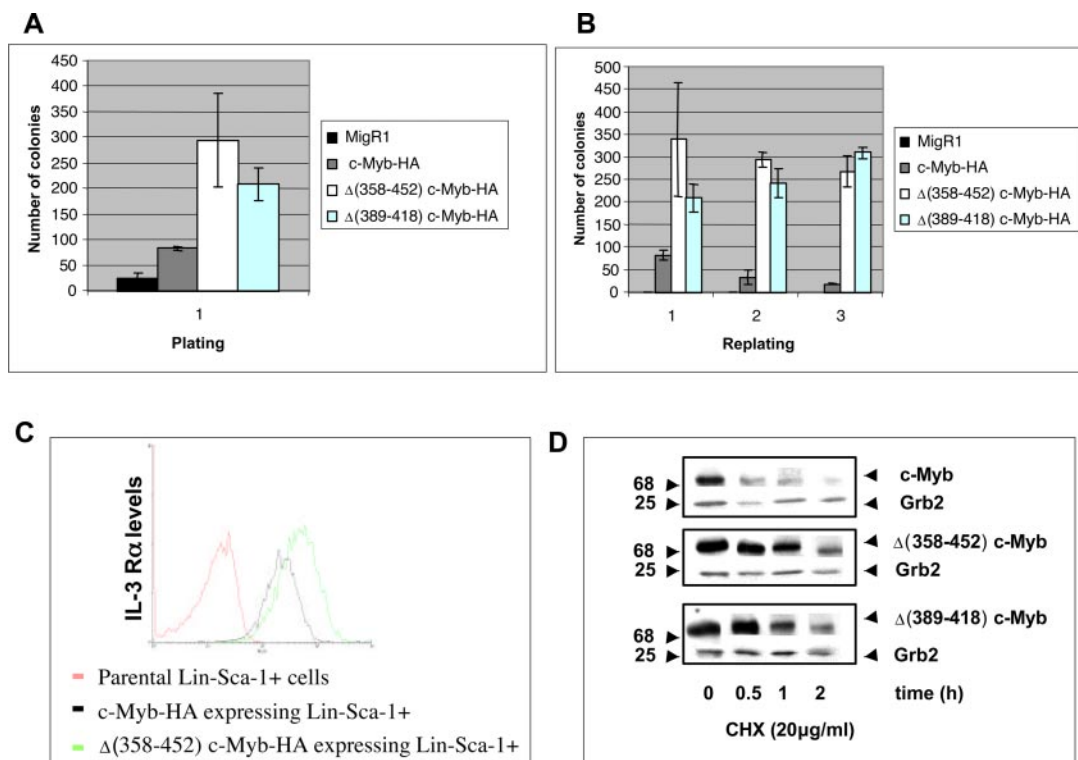 A
450
400
350
300
250
200
150
100
50
0
Number of colonies
1
Plating
MigR1
c-Myb-HA
Δ(358-452) c-Myb-HA
Δ(389-418) c-Myb-HA
B
500
450
400
350
300
250
200
150
100
50
0
Number of colonies
1 2 3
Replating
MigR1
c-Myb-HA
Δ(358-452) c-Myb-HA
Δ(389-418) c-Myb-HA
C
IL-3 Rα levels
Parental Lin-Sca-1+ cells
c-Myb-HA expressing Lin-Sca-1+
Δ(358-452) c-Myb-HA expressing Lin-Sca-1+
D
68 c-Myb
25 Grb2
68 Δ(358-452) c-Myb
25 Grb2
Δ(389-418) c-Myb
68
25 Grb2
0 0.5 1 2 time (h)
CHX (20µg/ml)